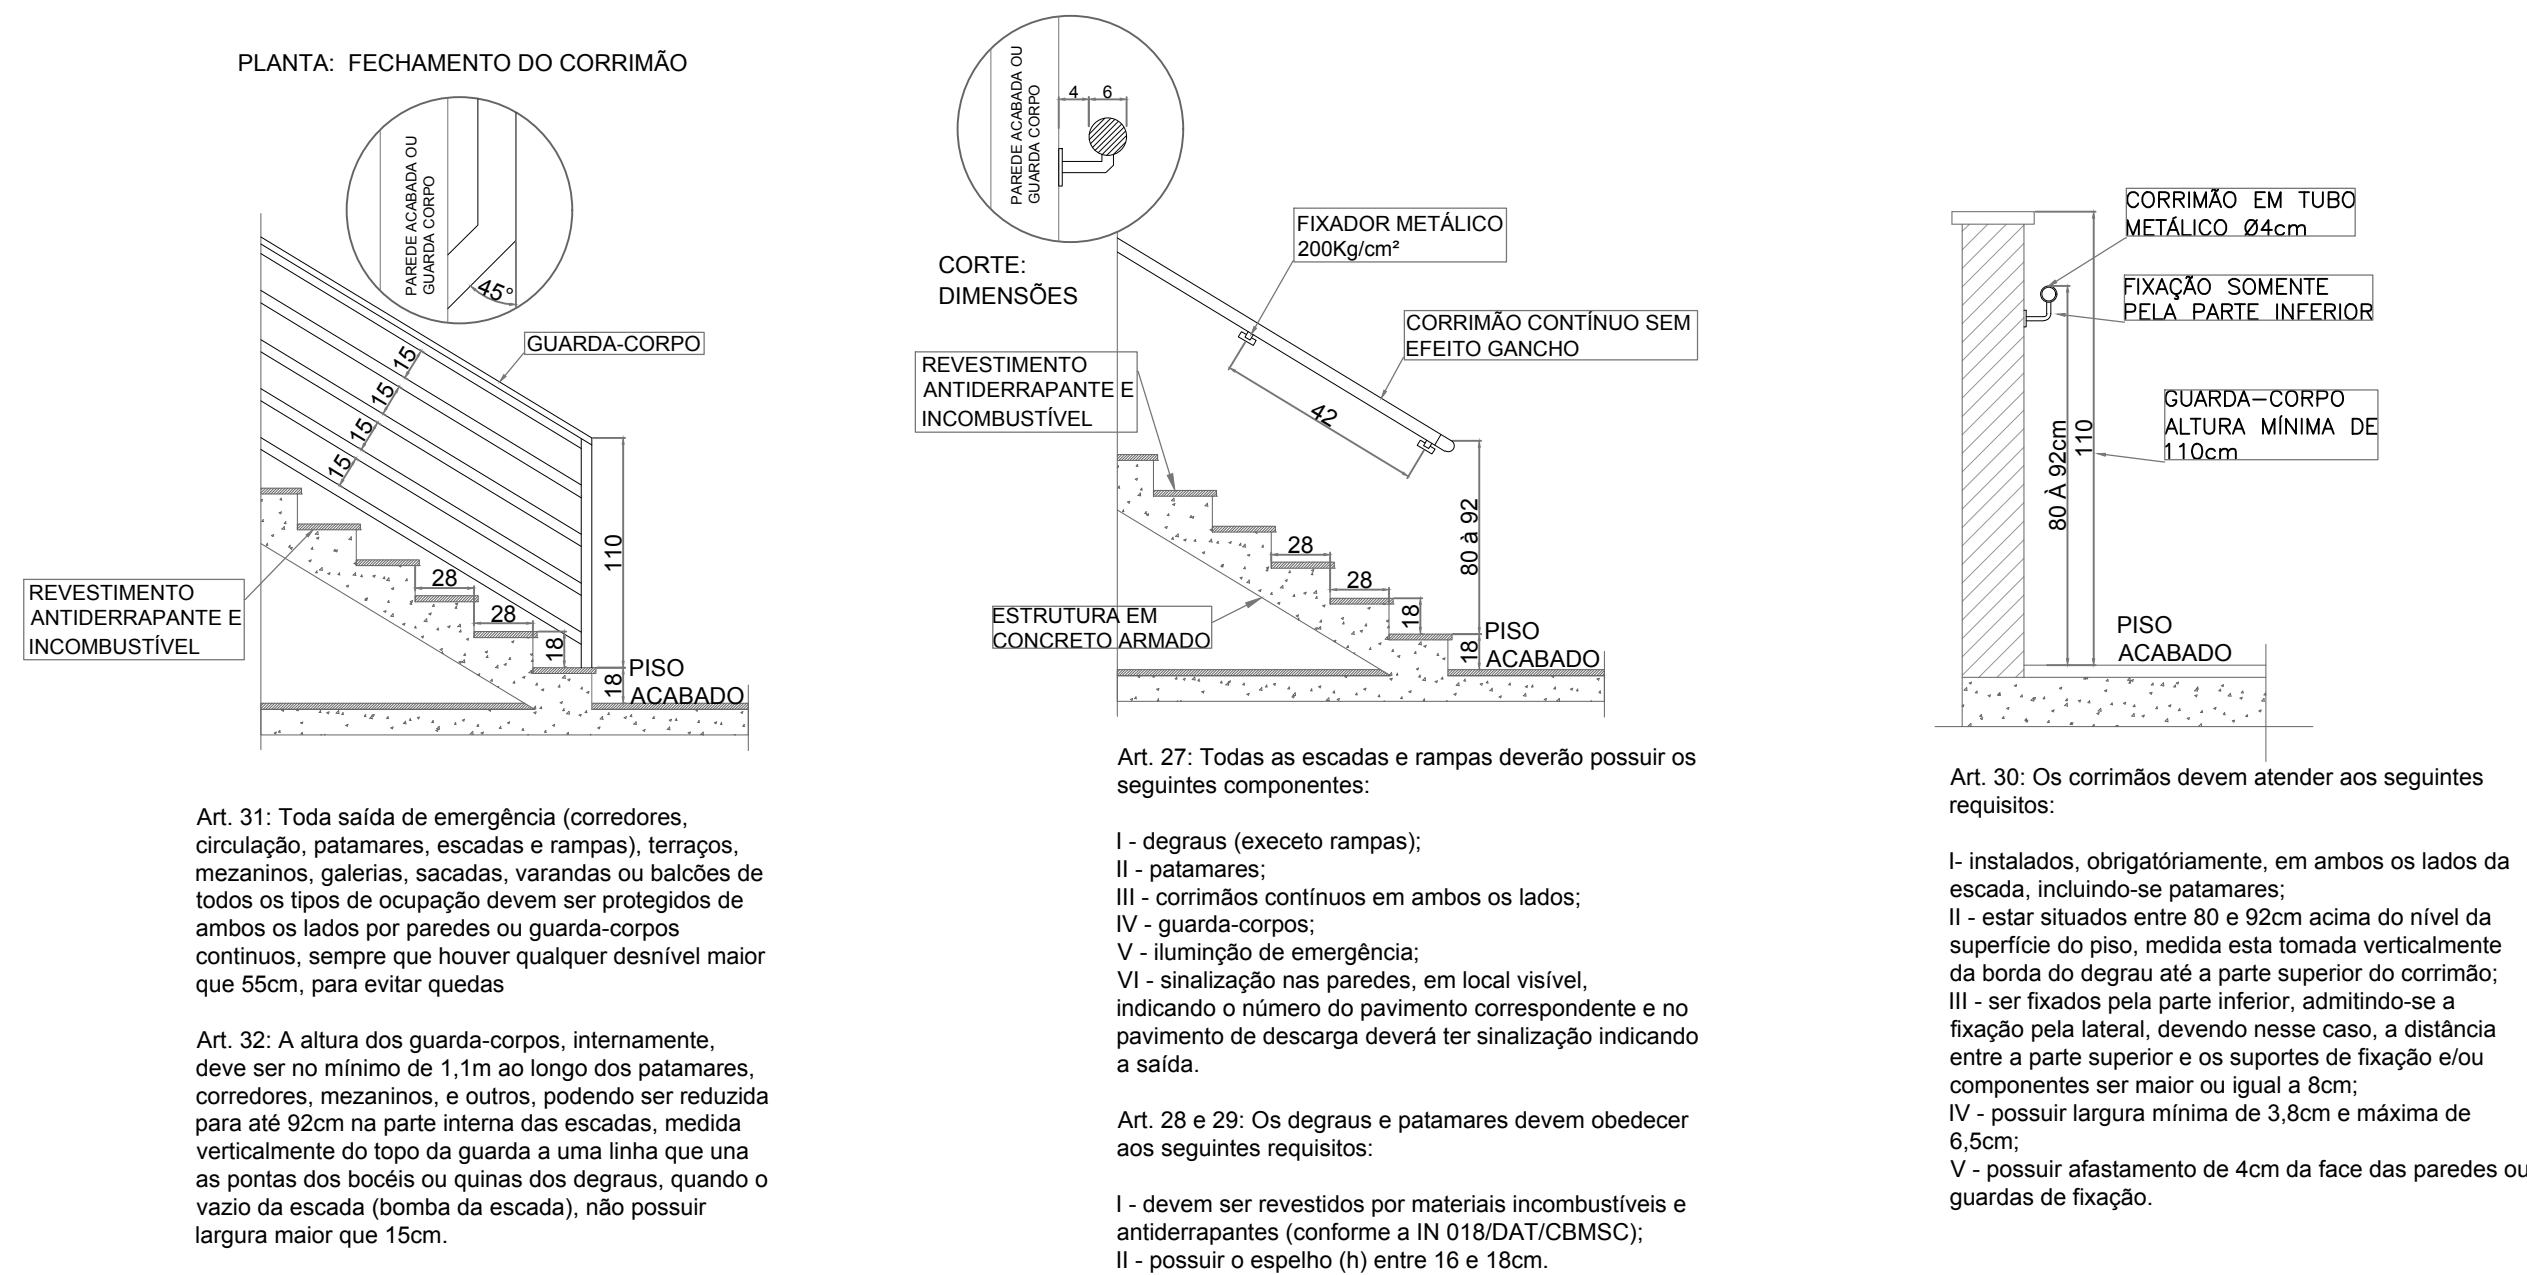 PLANTA: FECHAMENTO DO CORRIMÃO
PAREDE ACABADA OU
GUARDA CORPO
45°
GUARDA-CORPO
15
15
15
15
110
28
28
18
18
REVESTIMENTO
ANTIDERRAPANTE E
INCOMBUSTÍVEL
PISO
ACABADO
Art. 31: Toda saída de emergência (corredores,
circulação, patamares, escadas e rampas), terraços,
mezaninos, galerias, sacadas, varandas ou balcões de
todos os tipos de ocupação devem ser protegidos de
ambos os lados por paredes ou guarda-corpos
continuos, sempre que houver qualquer desnível maior
que 55cm, para evitar quedas
Art. 32: A altura dos guarda-corpos, internamente,
deve ser no mínimo de 1,1m ao longo dos patamares,
corredores, mezaninos, e outros, podendo ser reduzida
para até 92cm na parte interna das escadas, medida
verticalmente do topo da guarda a uma linha que una
as pontas dos bocéis ou quinas dos degraus, quando o
vazio da escada (bomba da escada), não possuir
largura maior que 15cm.
PAREDE ACABADA OU
GUARDA CORPO
4 6
CORTE:
DIMENSÕES
FIXADOR METÁLICO
200Kg/cm²
CORRIMÃO CONTÍNUO SEM
EFEITO GANCHO
REVESTIMENTO
ANTIDERRAPANTE E
INCOMBUSTÍVEL
42
80 à 92
28
28
18
18
ESTRUTURA EM
CONCRETO ARMADO
PISO
ACABADO
Art. 27: Todas as escadas e rampas deverão possuir os
seguintes componentes:
I - degraus (execeto rampas);
II - patamares;
III - corrimãos contínuos em ambos os lados;
IV - guarda-corpos;
V - iluminção de emergência;
VI - sinalização nas paredes, em local visível,
indicando o número do pavimento correspondente e no
pavimento de descarga deverá ter sinalização indicando
a saída.
Art. 28 e 29: Os degraus e patamares devem obedecer
aos seguintes requisitos:
I - devem ser revestidos por materiais incombustíveis e
antiderrapantes (conforme a IN 018/DAT/CBMSC);
II - possuir o espelho (h) entre 16 e 18cm.
CORRIMÃO EM TUBO
METÁLICO Ø4cm
FIXAÇÃO SOMENTE
PELA PARTE INFERIOR
GUARDA-CORPO
ALTURA MÍNIMA DE
110cm
80 À 92cm
110
PISO
ACABADO
Art. 30: Os corrimãos devem atender aos seguintes
requisitos:
I- instalados, obrigatóriamente, em ambos os lados da
escada, incluindo-se patamares;
II - estar situados entre 80 e 92cm acima do nível da
superfície do piso, medida esta tomada verticalmente
da borda do degrau até a parte superior do corrimão;
III - ser fixados pela parte inferior, admitindo-se a
fixação pela lateral, devendo nesse caso, a distância
entre a parte superior e os suportes de fixação e/ou
componentes ser maior ou igual a 8cm;
IV - possuir largura mínima de 3,8cm e máxima de
6,5cm;
V - possuir afastamento de 4cm da face das paredes ou
guardas de fixação.